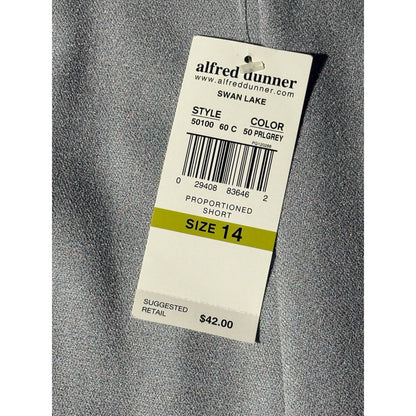 alfred dunner
www.alfreddunner.com
SWAN LAKE
STYLE COLOR
50100 60 C 50 PRLGREY
0 29408 83646 2
PROPORTIONED
SHORT
SIZE 14
SUGGESTED
RETAIL $42.00